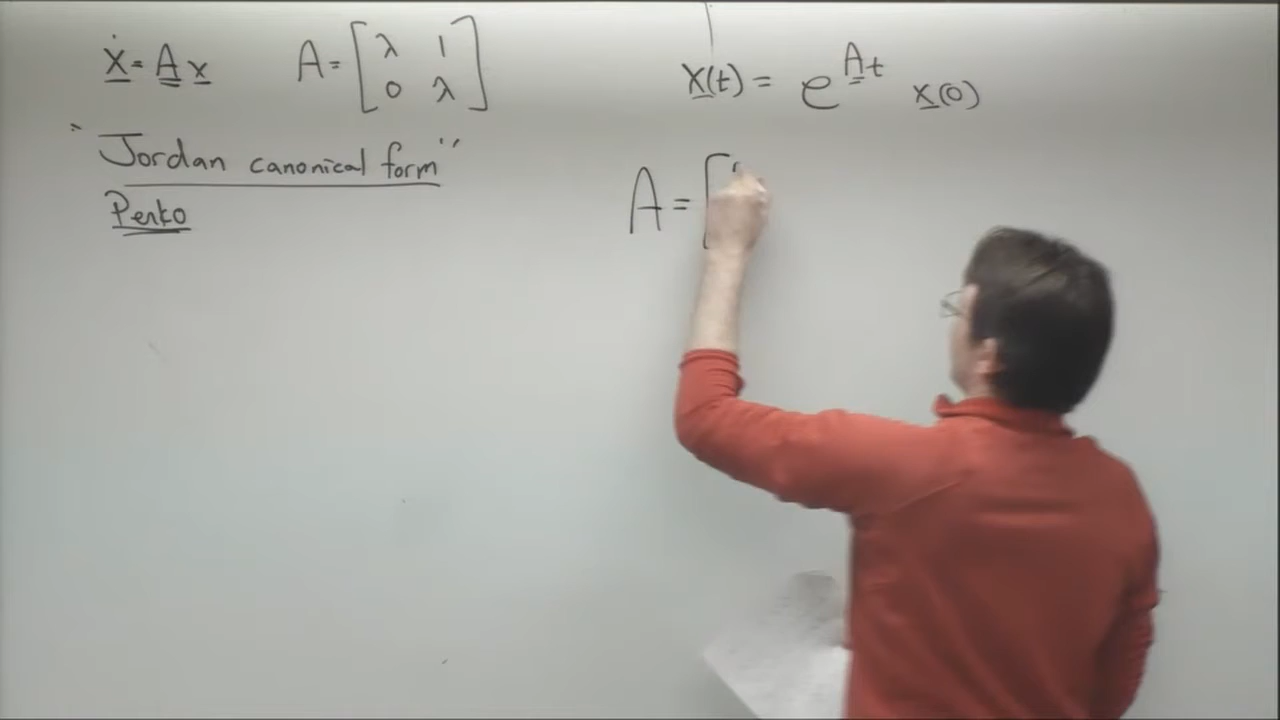 ẋ = A x A = [λ 1
0 λ]
"Jordan canonical form"
Perko
x(t) = e^{At} x(0)
A = [